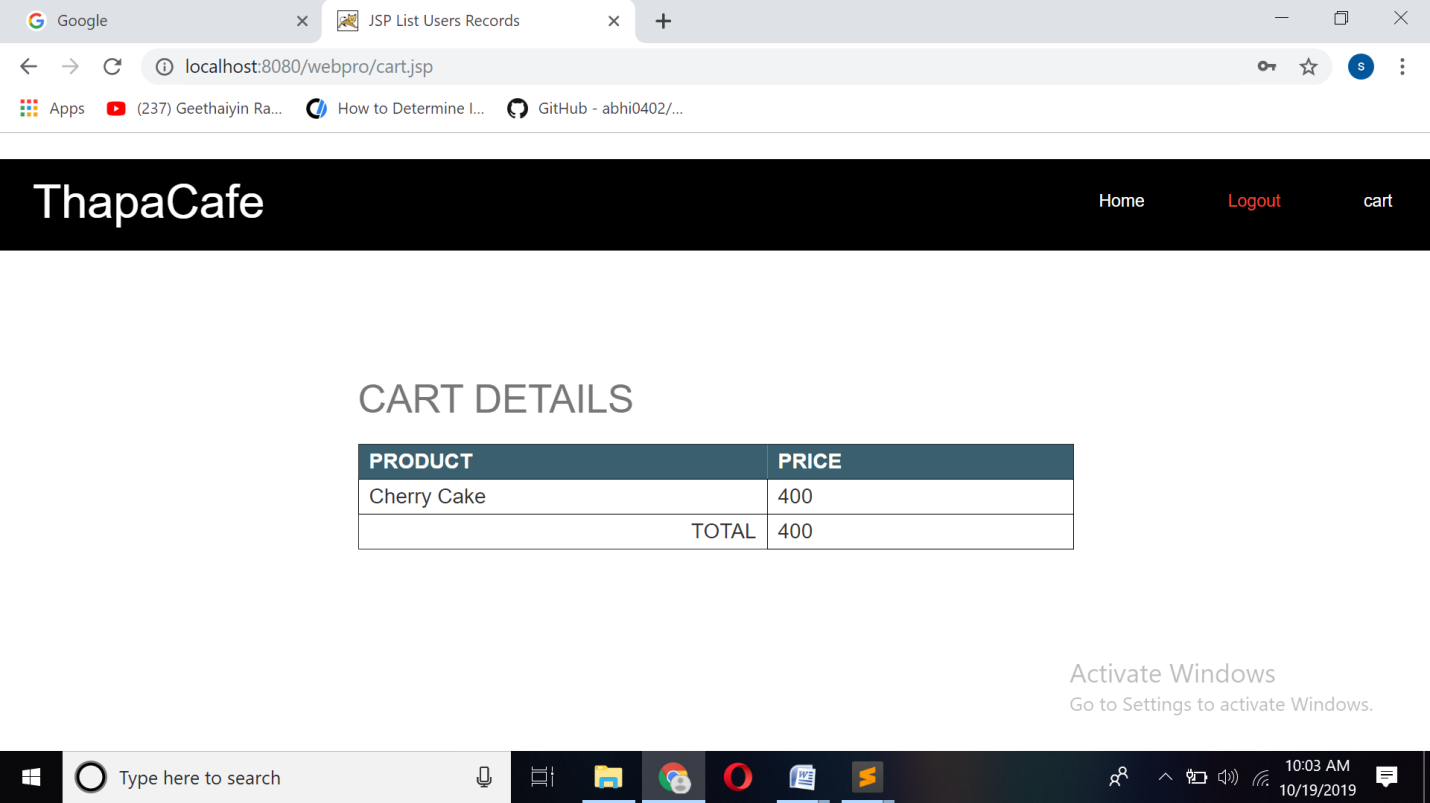 Google
JSP List Users Records
localhost:8080/webpro/cart.jsp
S
Apps
(237) Geethaiyin Ra...
How to Determine I...
GitHub - abhi0402/...
ThapaCafe
Home
Logout
cart
CART DETAILS
PRODUCT PRICE
Cherry Cake 400
TOTAL 400
Activate Windows
Go to Settings to activate Windows.
Type here to search
10:03 AM
10/19/2019